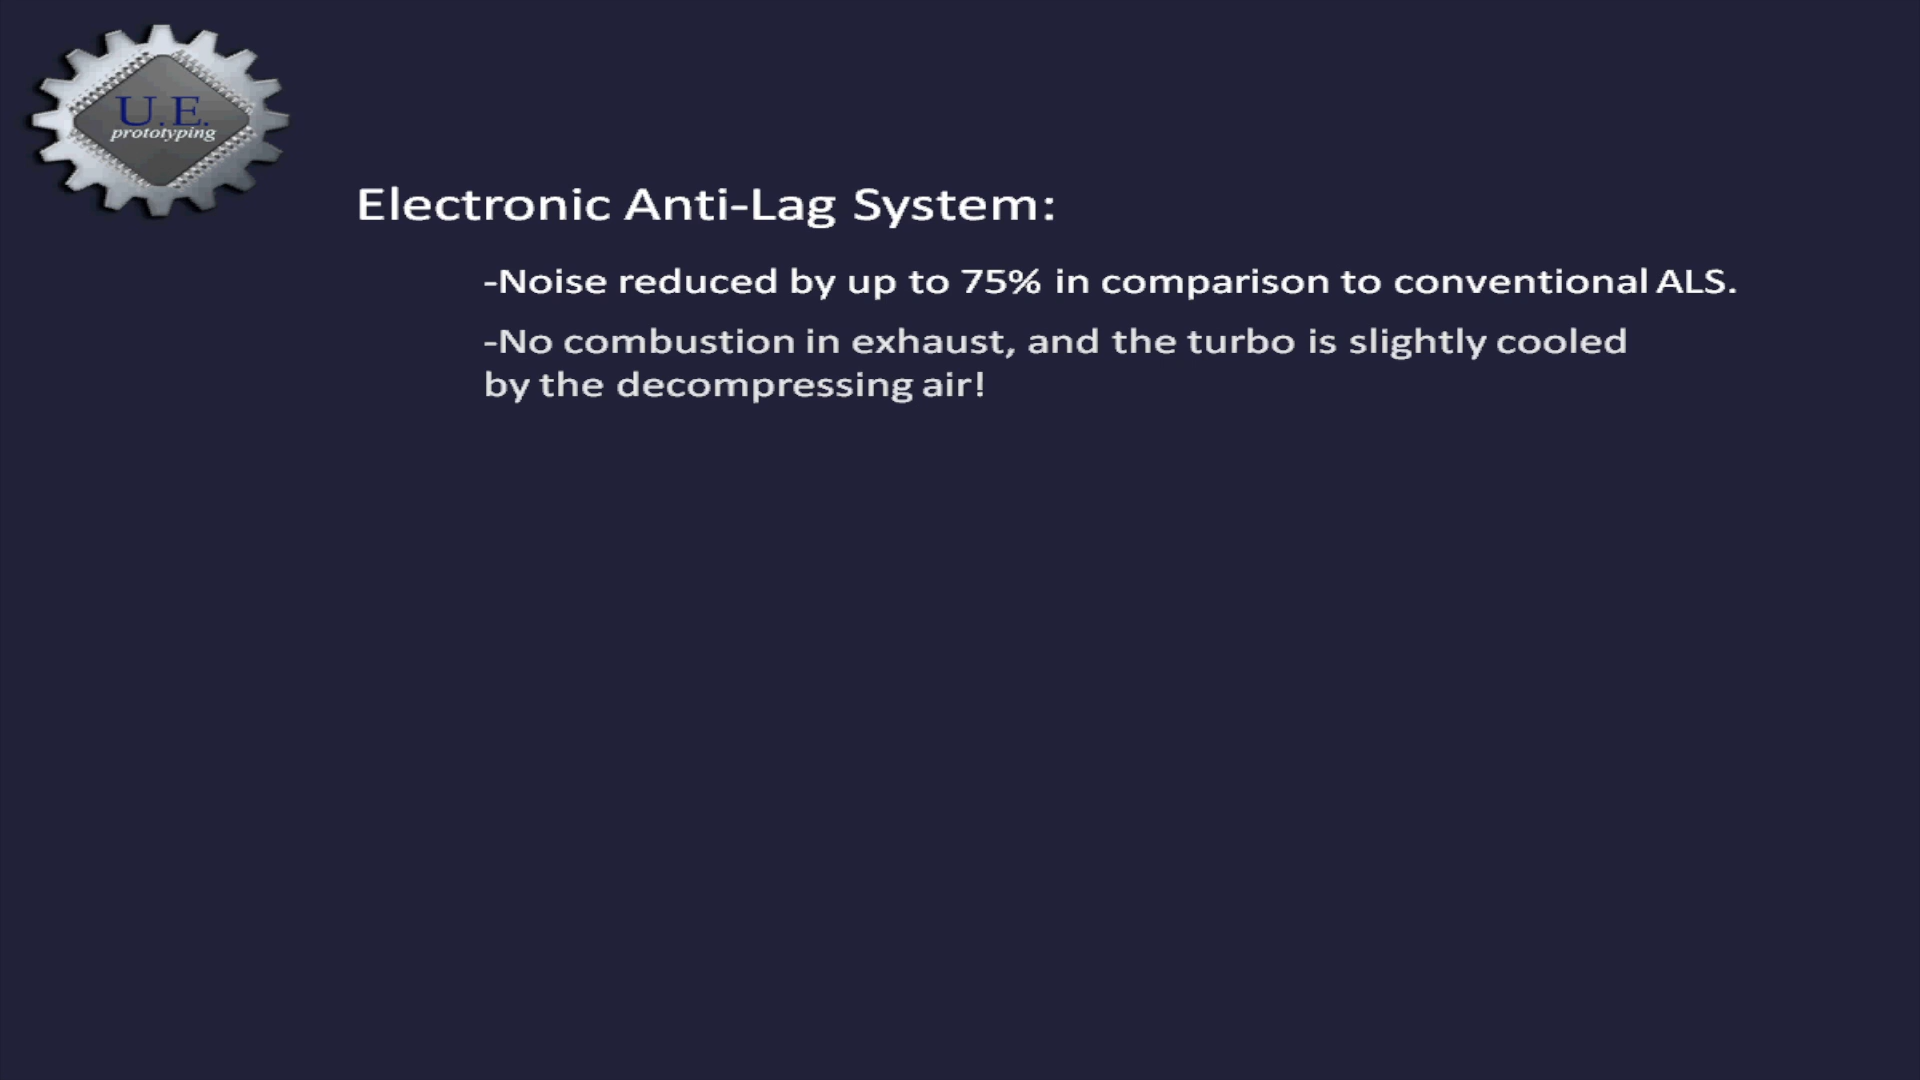 U.E.
prototyping
Electronic Anti-Lag System:
-Noise reduced by up to 75% in comparison to conventional ALS.
-No combustion in exhaust, and the turbo is slightly cooled
by the decompressing air!